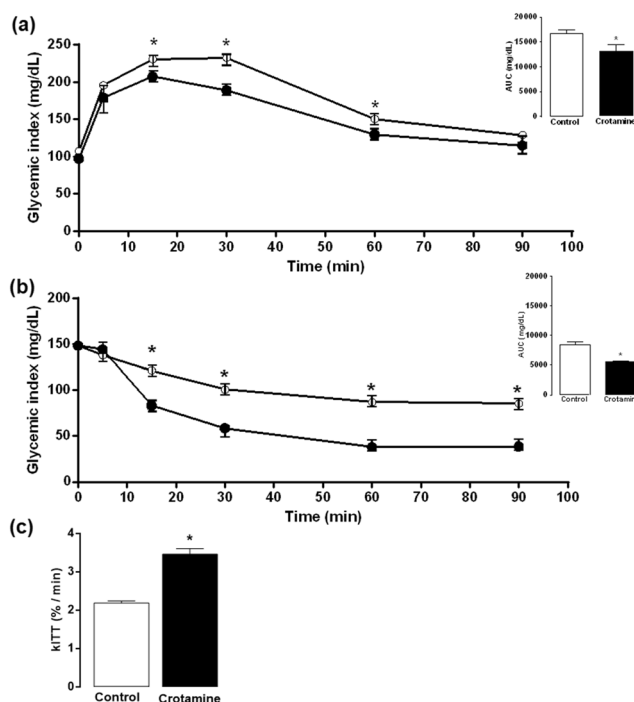 (a)
*
*
*
250
200
150
100
50
0
Glycemic index (mg/dL)
0 10 20 30 40 50 60 70 80 90 100
Time (min)
20000
15000
10000
5000
0
AUC (mg/dL)
*
Control Crotamine
(b)
*
*
*
*
200
150
100
50
0
Glycemic index (mg/dL)
0 10 20 30 40 50 60 70 80 90 100
Time (min)
20000
15000
10000
5000
0
AUC (mg/dL)
*
Control Crotamine
(c)
*
4
3
2
1
0
kITT (% / min)
Control Crotamine